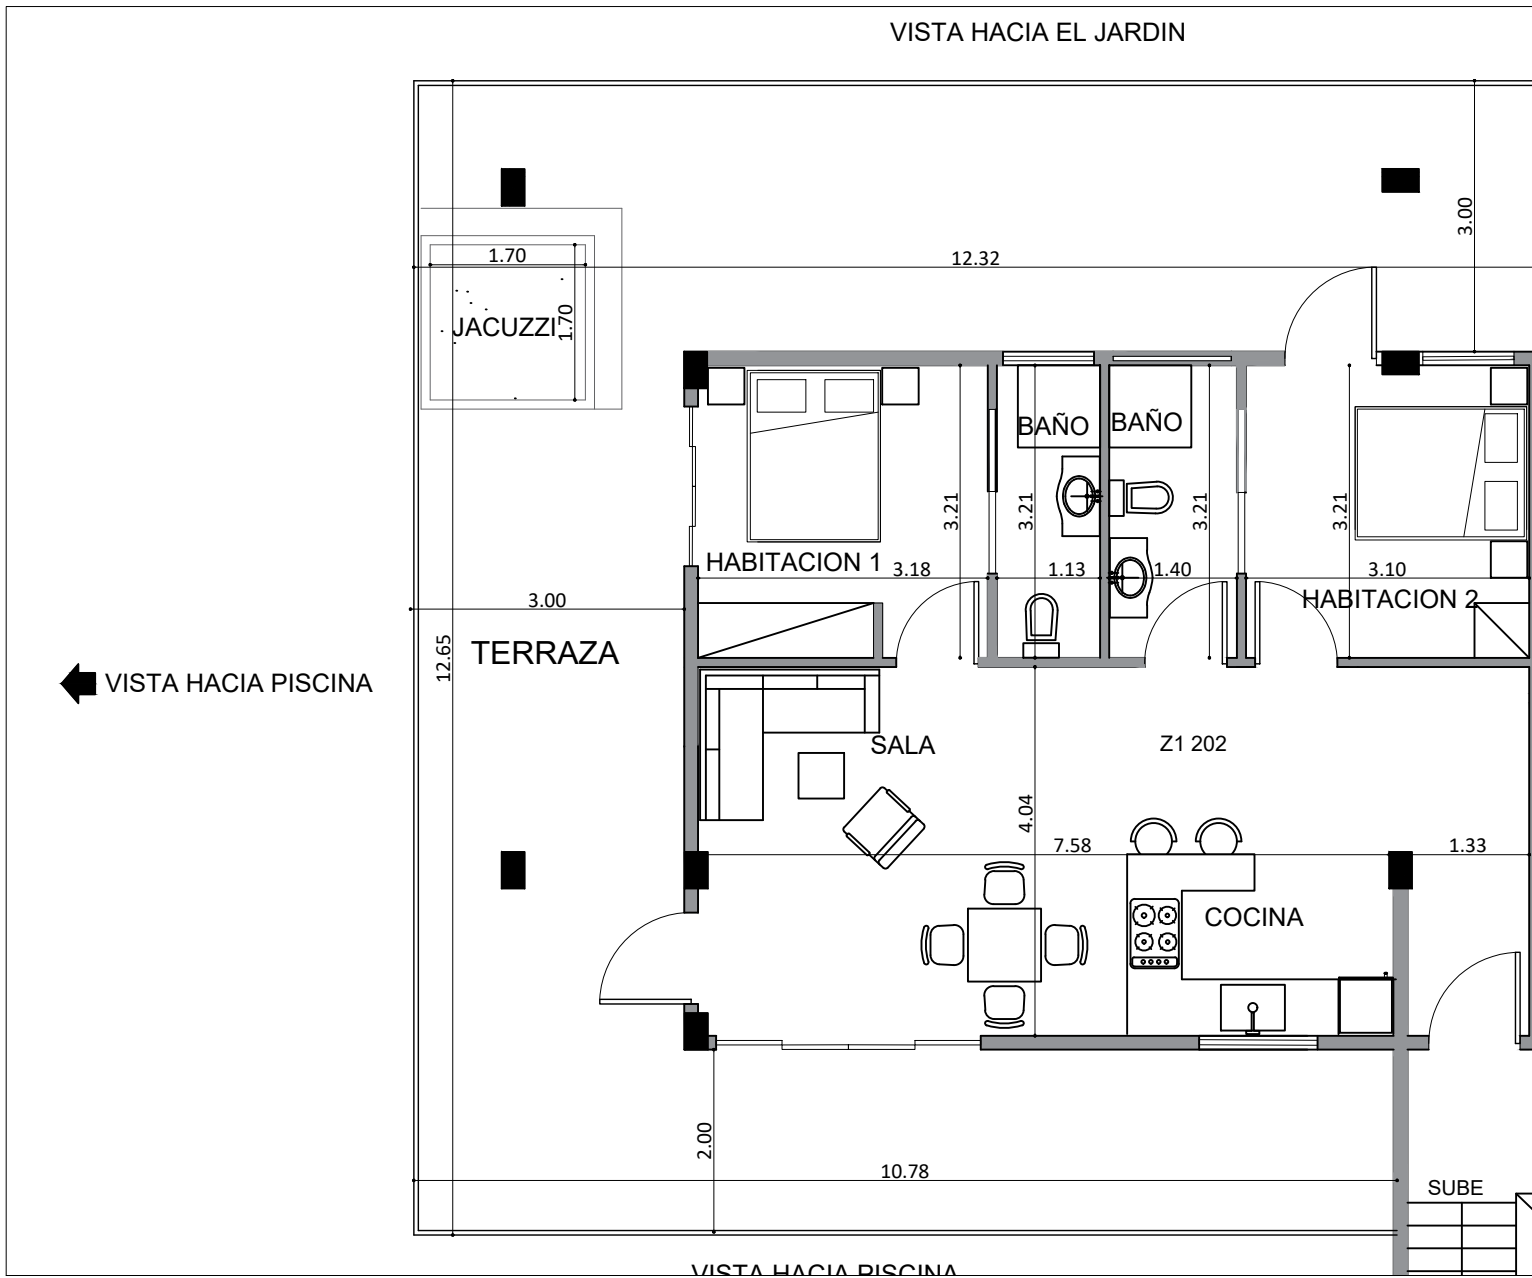 VISTA HACIA EL JARDIN
3.00
1.70
12.32
1.70
JACUZZI
BAÑO
BAÑO
3.21
3.21
3.21
3.21
HABITACION 1
3.18
1.13
1.40
3.10
HABITACION 2
3.00
12.65
TERRAZA
VISTA HACIA PISCINA
SALA
Z1 202
4.04
7.58
1.33
COCINA
2.00
10.78
SUBE
VISTA HACIA PISCINA